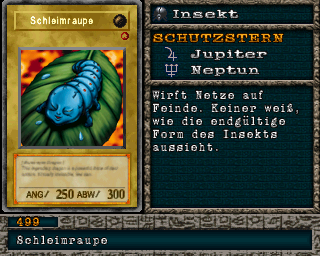 Schleimraupe
ANG/ 250 ABW/ 300
Insekt
SCHUTZSTERN
Jupiter
Neptun
Wirft Netze auf
Feinde. Keiner weiß,
wie die endgültige
Form des Insekts
aussieht.
499
Schleimraupe